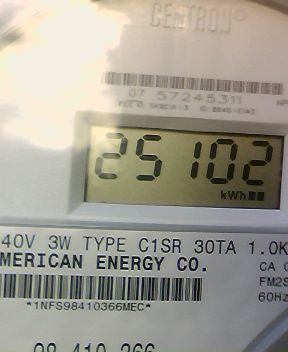 CENTRON®
07 57245311
25102
kWh
40V 3W TYPE C1SR 30TA 1.0K
MERICAN ENERGY CO.
CA
FM2S
60Hz
*1NFS98410366MEC*
98 410 366